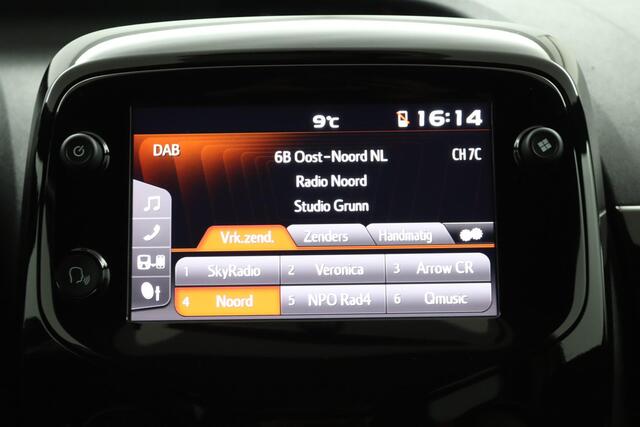 9°C 16:14
DAB 6B Oost-Noord NL CH 7C
Radio Noord
Studio Grunn
Vrk.zend. Zenders Handmatig
1 SkyRadio 2 Veronica 3 Arrow CR
4 Noord 5 NPO Rad4 6 Qmusic